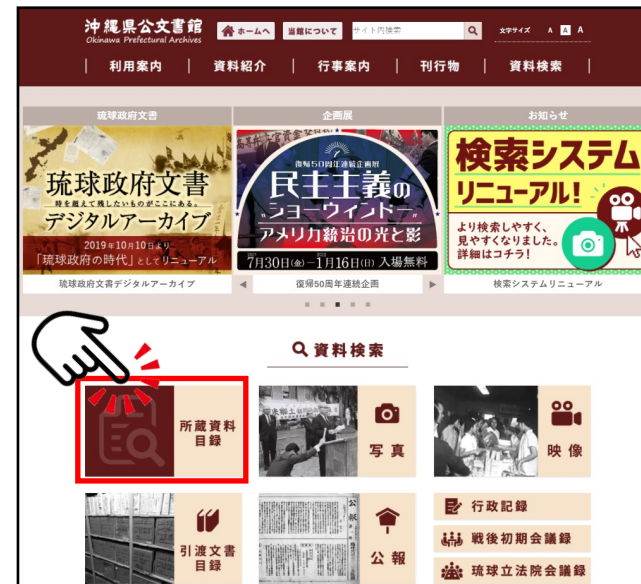 沖縄県公文書館
Okinawa Prefectural Archives
ホームへ
当館について
サイト内検索
文字サイズ A A A
利用案内
資料紹介
行事案内
刊行物
資料検索
琉球政府文書
企画展
お知らせ
琉球政府文書
時を超えて残したいものがここにある。
デジタルアーカイブ
2019年10月10日より
「琉球政府の時代」としてリニューアル
復帰50周年連続企画展
民主主義の
"ショーウィンドー"
アメリカ統治の光と影
7月30日(金)―1月16日(日) 入場無料
検索システム
リニューアル!
より検索しやすく、
見やすくなりました。
詳細はコチラ!
琉球政府文書デジタルアーカイブ
復帰50周年連続企画
検索システムリニューアル
資料検索
所蔵資料
目録
写真
映像
引渡文書
目録
公報
公報
行政記録
戦後初期会議録
琉球立法院会議録